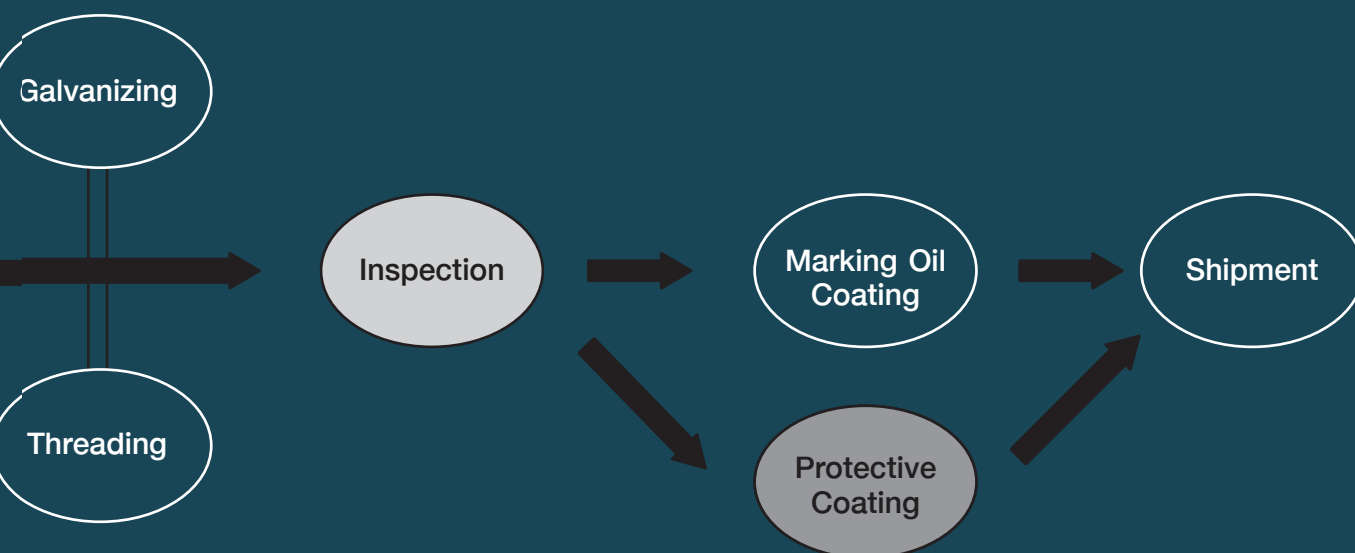 Galvanizing
Inspection
Marking Oil
Coating
Shipment
Threading
Protective
Coating